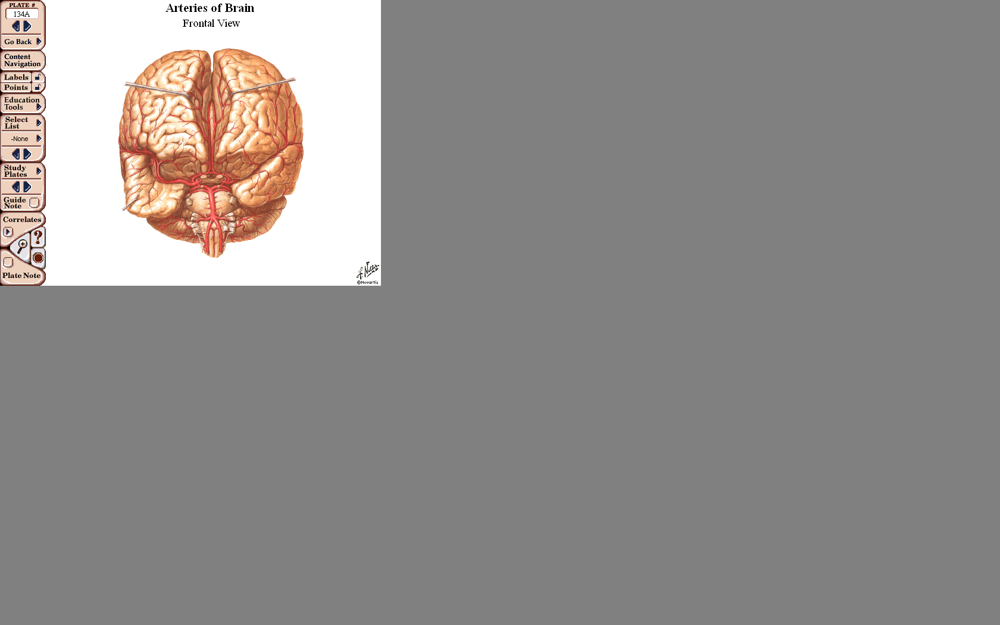 PLATE #
134A
Go Back
Content
Navigation
Labels
Points
Education
Tools
Select
List
-None
Study
Plates
Guide
Note
Correlates
?
Plate Note
Arteries of Brain
Frontal View
F. Netter
©Novartis